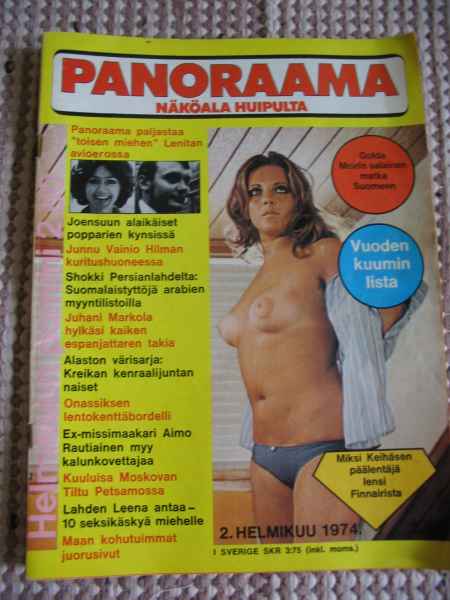 PANORAAMA
NÄKÖALA HUIPULTA
Panoraama paljastaa
"toisen miehen" Lenitan
avioerossa
Joensuun alaikäiset
popparien kynsissä
Junnu Vainio Hilman
kuritushuoneessa
Shokki Persianlahdelta:
Suomalaistyttöjä arabien
myyntilistoilla
Juhani Markola
hylkäsi kaiken
espanjattaren takia
Alaston värisarja:
Kreikan kenraalijuntan
naiset
Onassiksen
lentokenttäbordelli
Ex-missimaakari Aimo
Rautiainen myy
kalunkovettajaa
Kuuluisa Moskovan
Tiltu Petsamossa
Lahden Leena antaa–
10 seksikäskyä miehelle
Maan kohutuimmat
juorusivut
Golda
Meirin salainen
matka
Suomeen
Vuoden
kuumin
lista
Miksi Keihäsen
päälentäjä
lensi
Finnairista
2. HELMIKUU 1974.
I SVERIGE SKR 3:75 (inkl. moms.)